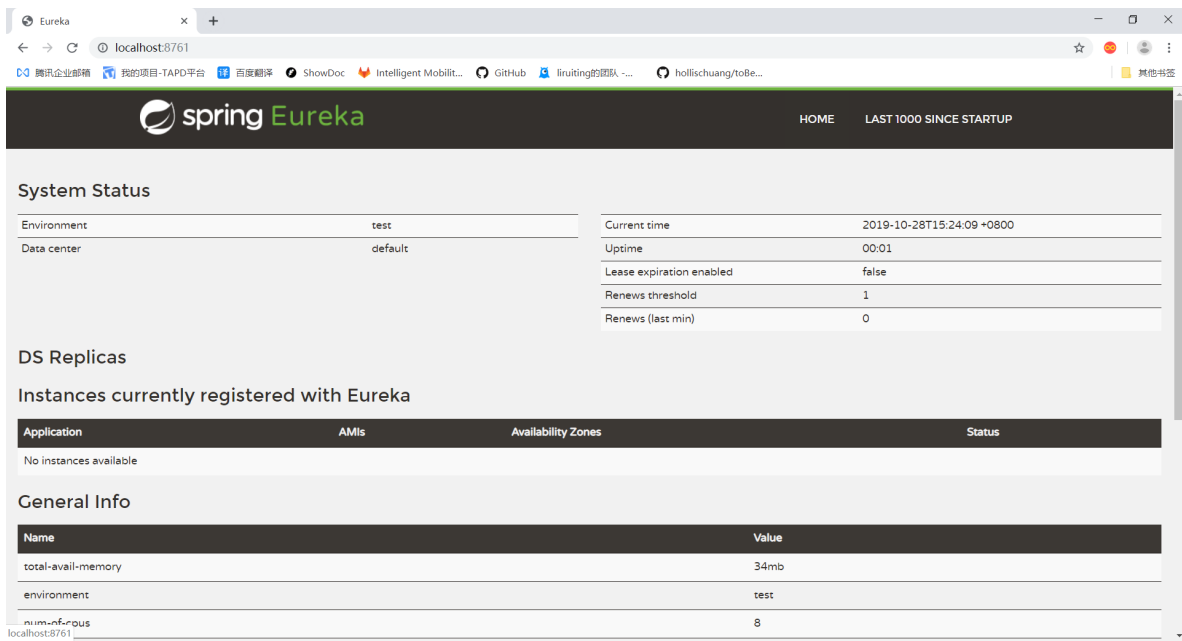 Eureka
localhost:8761
腾讯企业邮箱 我的项目-TAPD平台 译 百度翻译 ShowDoc Intelligent Mobilit... GitHub liruiting的团队 -... hollischuang/toBe... 其他书签
spring Eureka HOME LAST 1000 SINCE STARTUP
System Status
Environment test
Data center default
Current time 2019-10-28T15:24:09 +0800
Uptime 00:01
Lease expiration enabled false
Renews threshold 1
Renews (last min) 0
DS Replicas
Instances currently registered with Eureka
Application AMIs Availability Zones Status
No instances available
General Info
Name Value
total-avail-memory 34mb
environment test
num-of-cpus 8
localhost:8761